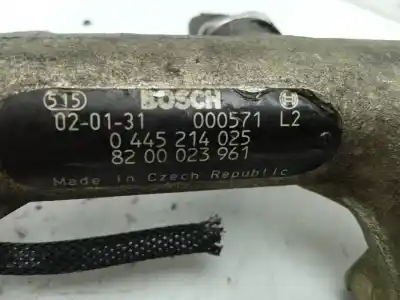 515 BOSCH
02-01-31 000571 L2
0 445 214 025
82 00 023 961
Made in Czech Republic